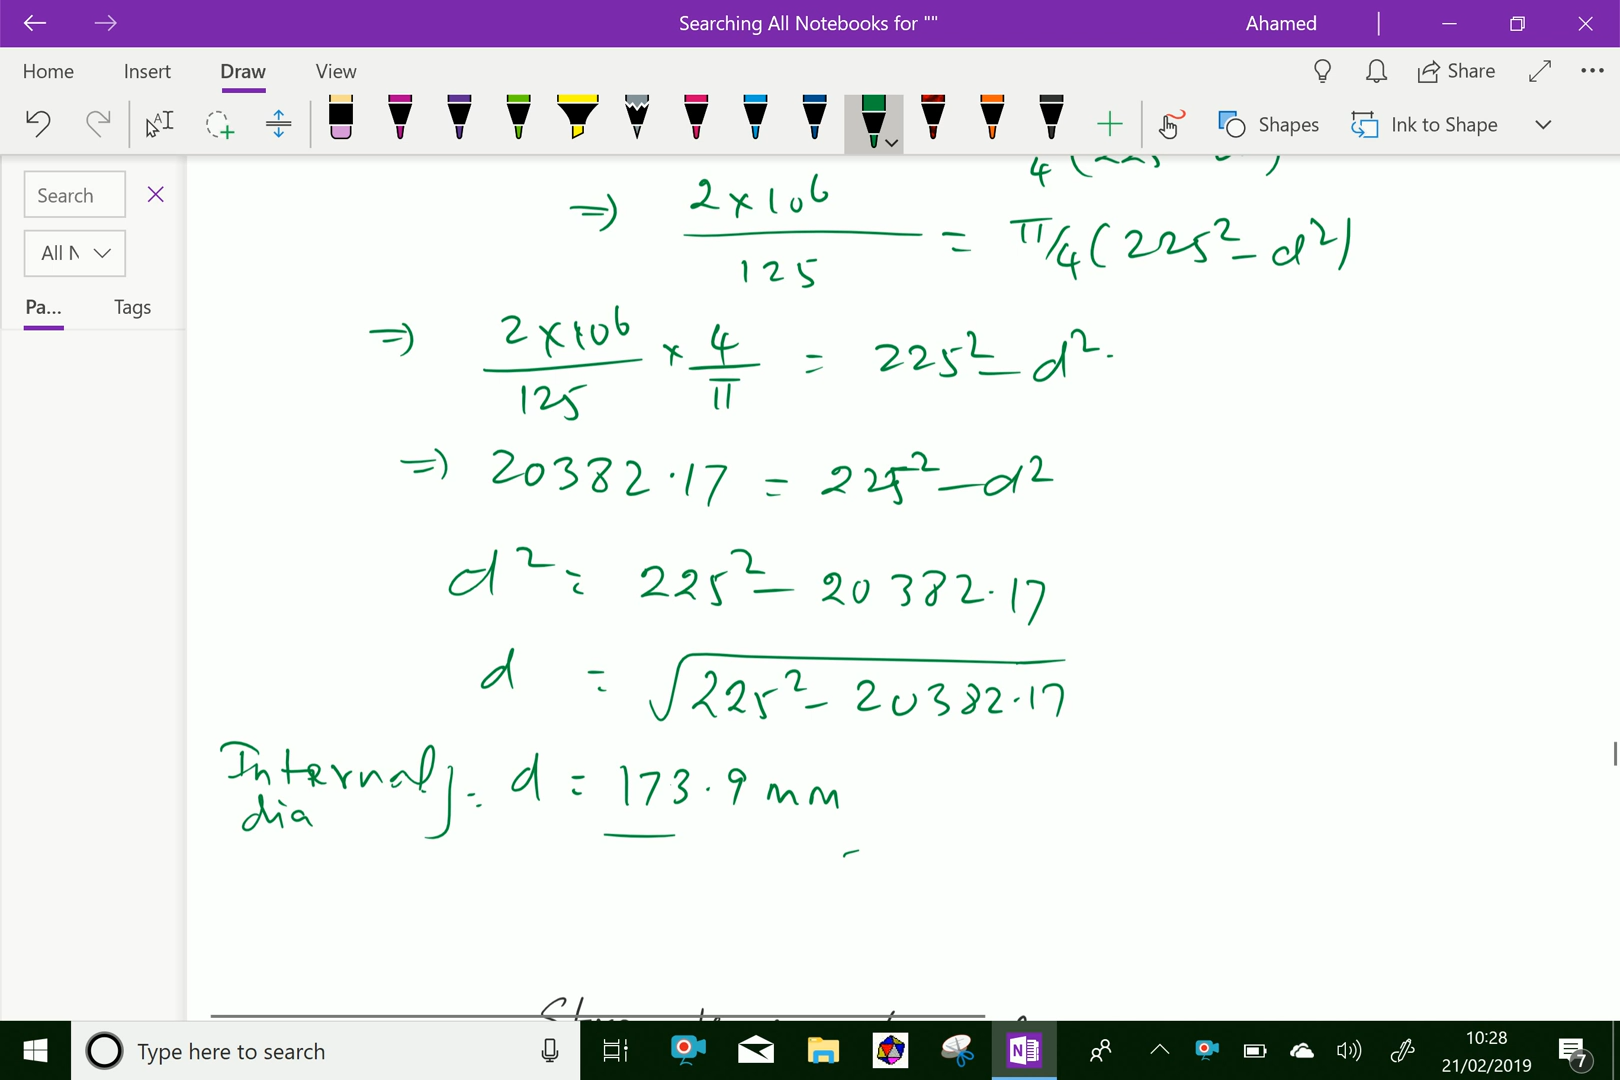 Searching All Notebooks for ""
Ahamed
Home Insert Draw View
Share
Shapes
Ink to Shape
Search
All N
Pa... Tags
=> 2 × 10⁶ / 125 = π/4 (225² - d²)
=> 2 × 10⁶ / 125 × 4 / π = 225² - d².
=> 20382.17 = 225² - d²
d² = 225² - 20382.17
d = √225² - 20382.17
Internal dia } = d = 173.9 mm
Type here to search
10:28
21/02/2019
7